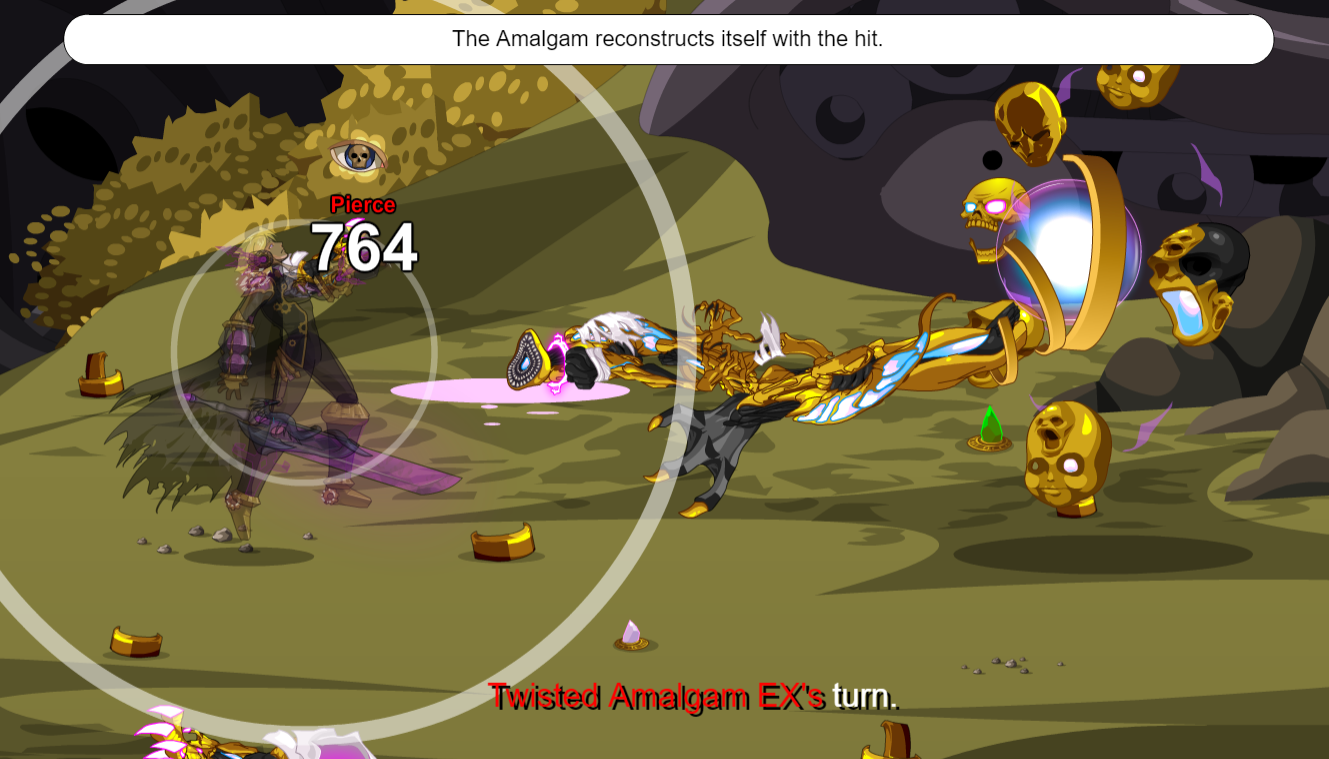 The Amalgam reconstructs itself with the hit.
Pierce
764
Twisted Amalgam EX's turn.